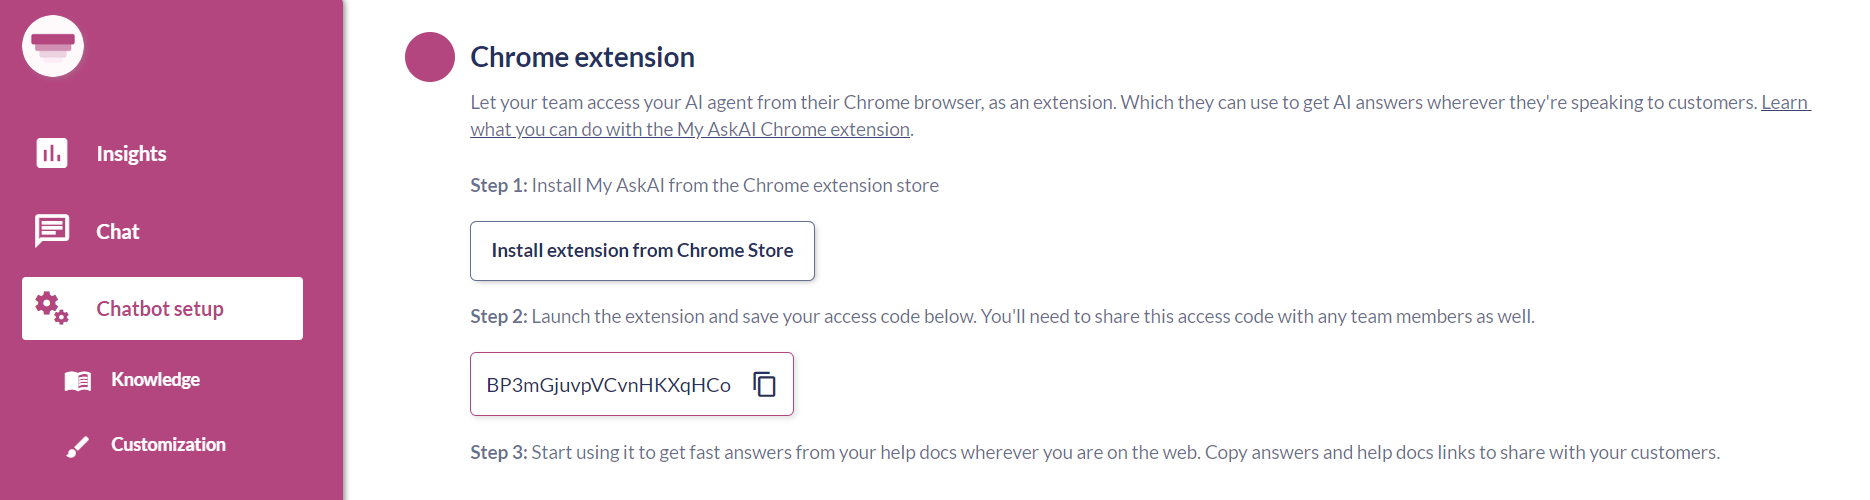 Insights
Chat
Chatbot setup
Knowledge
Customization
Chrome extension
Let your team access your AI agent from their Chrome browser, as an extension. Which they can use to get AI answers wherever they're speaking to customers. Learn
what you can do with the My AskAI Chrome extension.
Step 1: Install My AskAI from the Chrome extension store
Install extension from Chrome Store
Step 2: Launch the extension and save your access code below. You'll need to share this access code with any team members as well.
BP3mGjuvpVCvnHKXqHCo
Step 3: Start using it to get fast answers from your help docs wherever you are on the web. Copy answers and help docs links to share with your customers.